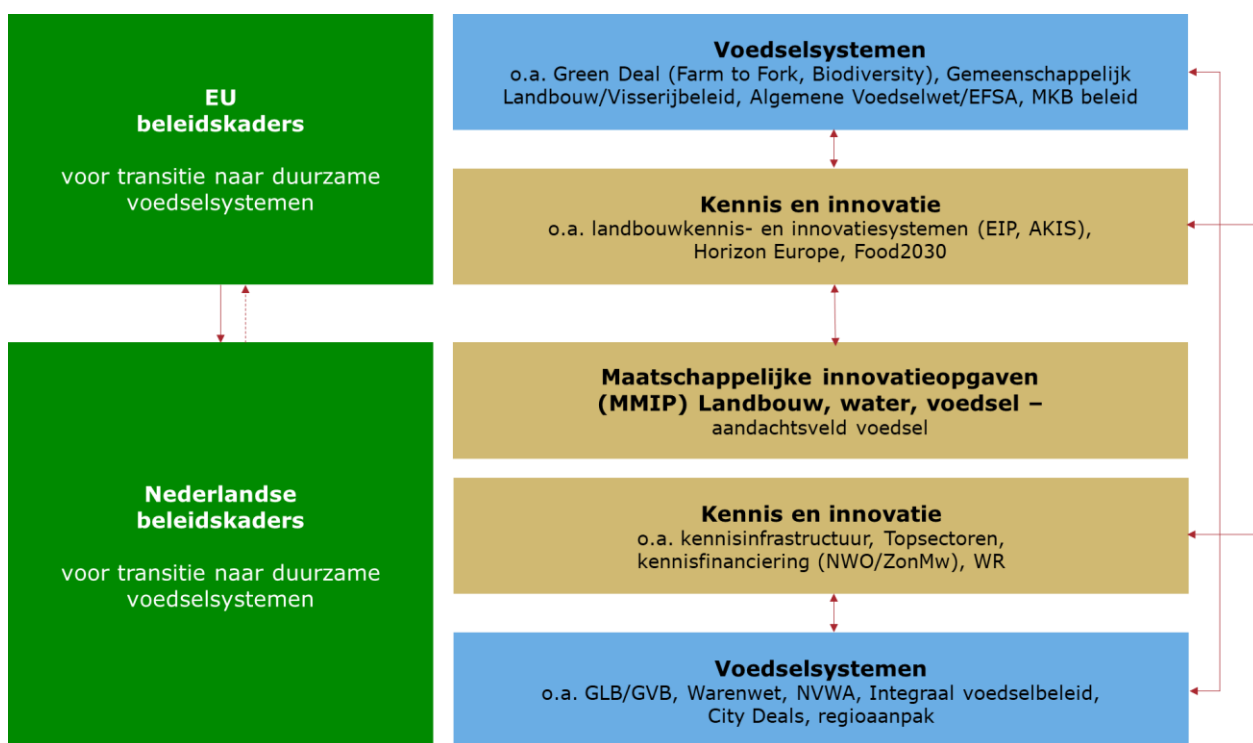 EU
beleidskaders
voor transitie naar duurzame
voedselsystemen
Voedselsystemen
o.a. Green Deal (Farm to Fork, Biodiversity), Gemeenschappelijk
Landbouw/Visserijbeleid, Algemene Voedselwet/EFSA, MKB beleid
Kennis en innovatie
o.a. landbouwkennis- en innovatiesystemen (EIP, AKIS),
Horizon Europe, Food2030
Nederlandse
beleidskaders
voor transitie naar duurzame
voedselsystemen
Maatschappelijke innovatieopgaven
(MMIP) Landbouw, water, voedsel –
aandachtsveld voedsel
Kennis en innovatie
o.a. kennisinfrastructuur, Topsectoren,
kennisfinanciering (NWO/ZonMw), WR
Voedselsystemen
o.a. GLB/GVB, Warenwet, NVWA, Integraal voedselbeleid,
City Deals, regioaanpak